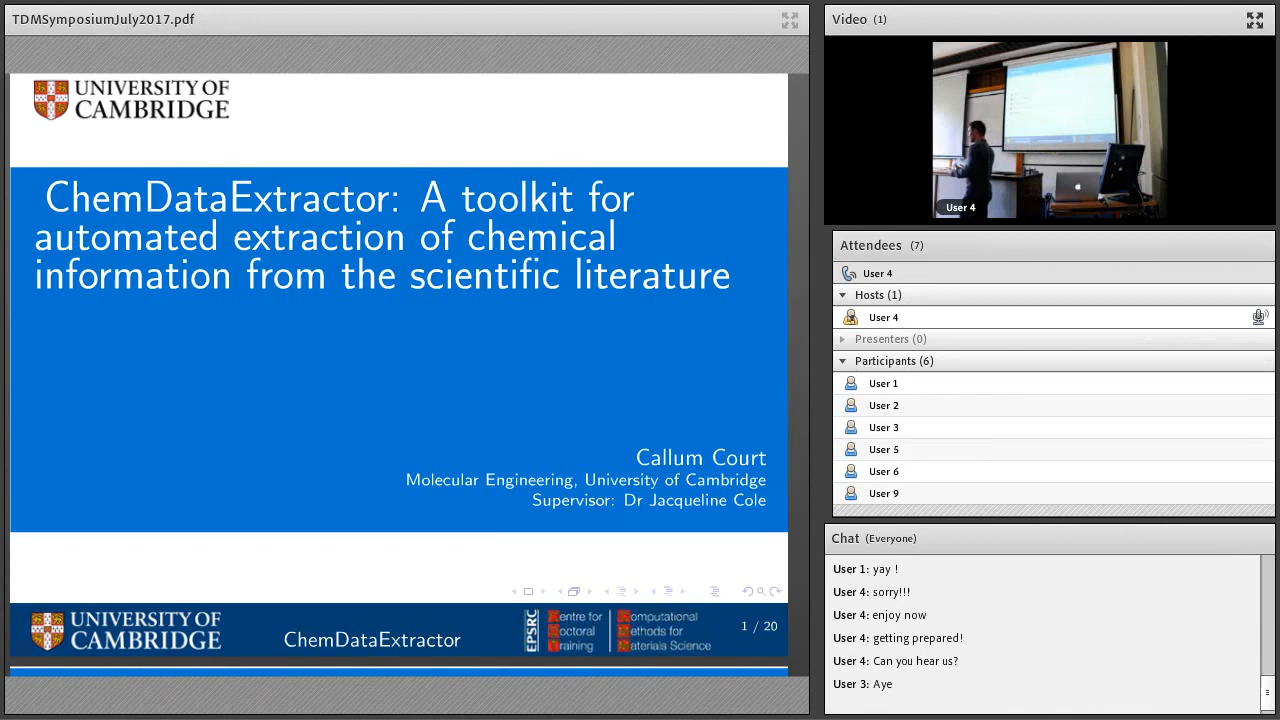 TDMSymposiumJuly2017.pdf
UNIVERSITY OF
CAMBRIDGE
ChemDataExtractor: A toolkit for
automated extraction of chemical
information from the scientific literature
Callum Court
Molecular Engineering, University of Cambridge
Supervisor: Dr Jacqueline Cole
UNIVERSITY OF
CAMBRIDGE
ChemDataExtractor
EPSRC
Centre for
Doctoral
Training
Computational
Methods for
Materials Science
1 / 20
Video (1)
User 4
Attendees (7)
User 4
Hosts (1)
User 4
Presenters (0)
Participants (6)
User 1
User 2
User 3
User 5
User 6
User 9
Chat (Everyone)
User 1: yay !
User 4: sorry!!!
User 4: enjoy now
User 4: getting prepared!
User 4: Can you hear us?
User 3: Aye